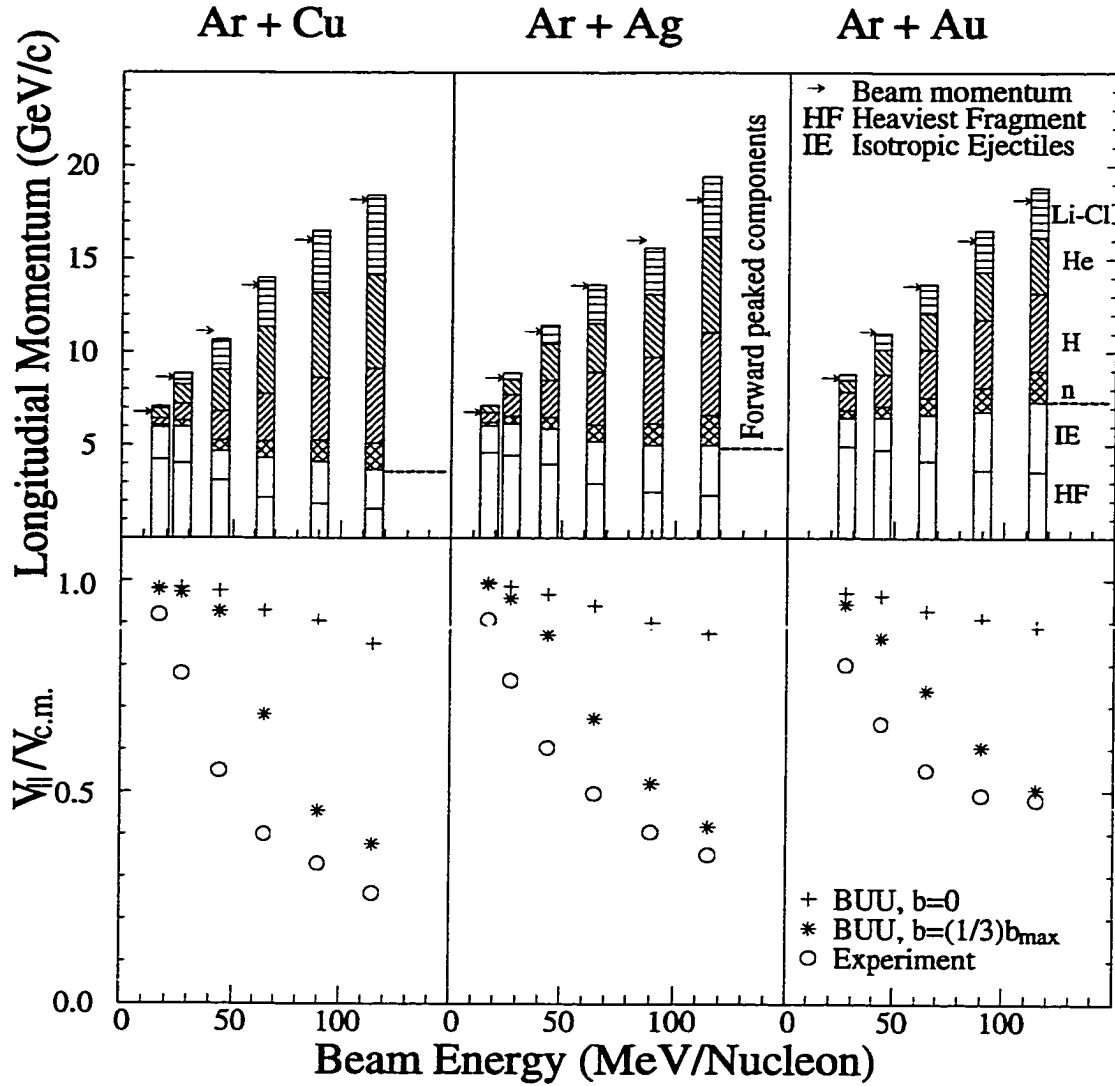 Ar + Cu
Ar + Ag
Ar + Au
Longitudial Momentum (GeV/c)
20
15
10
5
Forward peaked components
→ Beam momentum
HF Heaviest Fragment
IE Isotropic Ejectiles
Li-Cl
He
H
n
IE
HF
V||/Vc.m.
1.0
0.5
0.0
+ BUU, b=0
* BUU, b=(1/3)bmax
○ Experiment
0 50 100
0 50 100
0 50 100
Beam Energy (MeV/Nucleon)